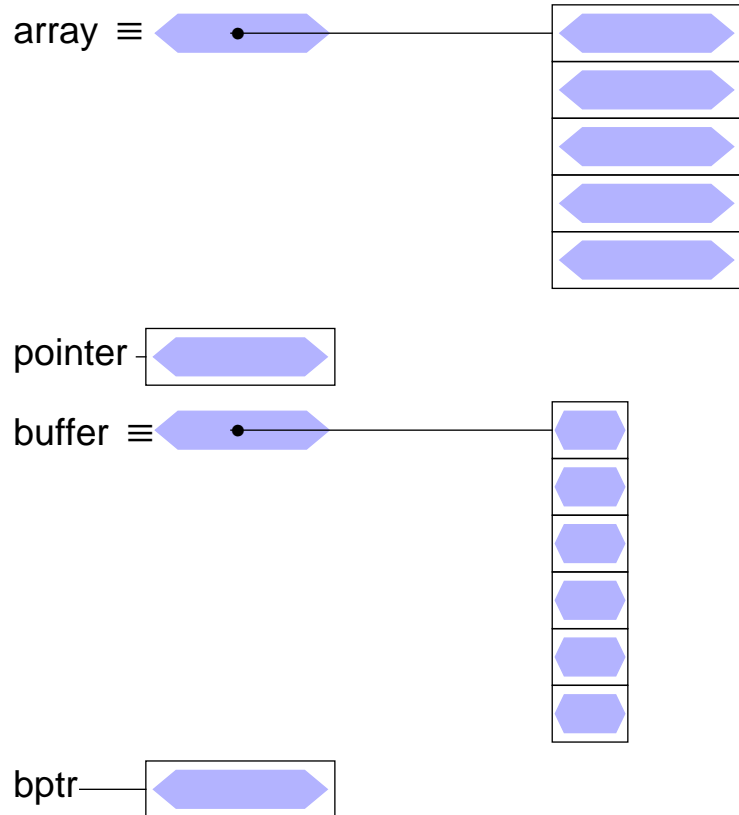 array ≡
pointer
buffer ≡
bptr